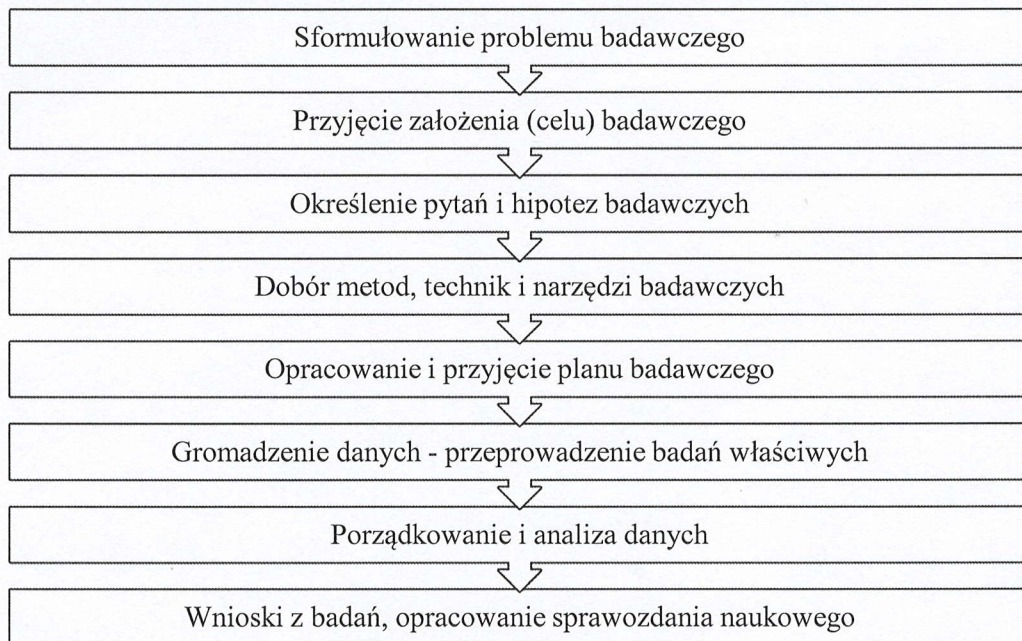 Sformułowanie problemu badawczego
Przyjęcie założenia (celu) badawczego
Określenie pytań i hipotez badawczych
Dobór metod, technik i narzędzi badawczych
Opracowanie i przyjęcie planu badawczego
Gromadzenie danych - przeprowadzenie badań właściwych
Porządkowanie i analiza danych
Wnioski z badań, opracowanie sprawozdania naukowego